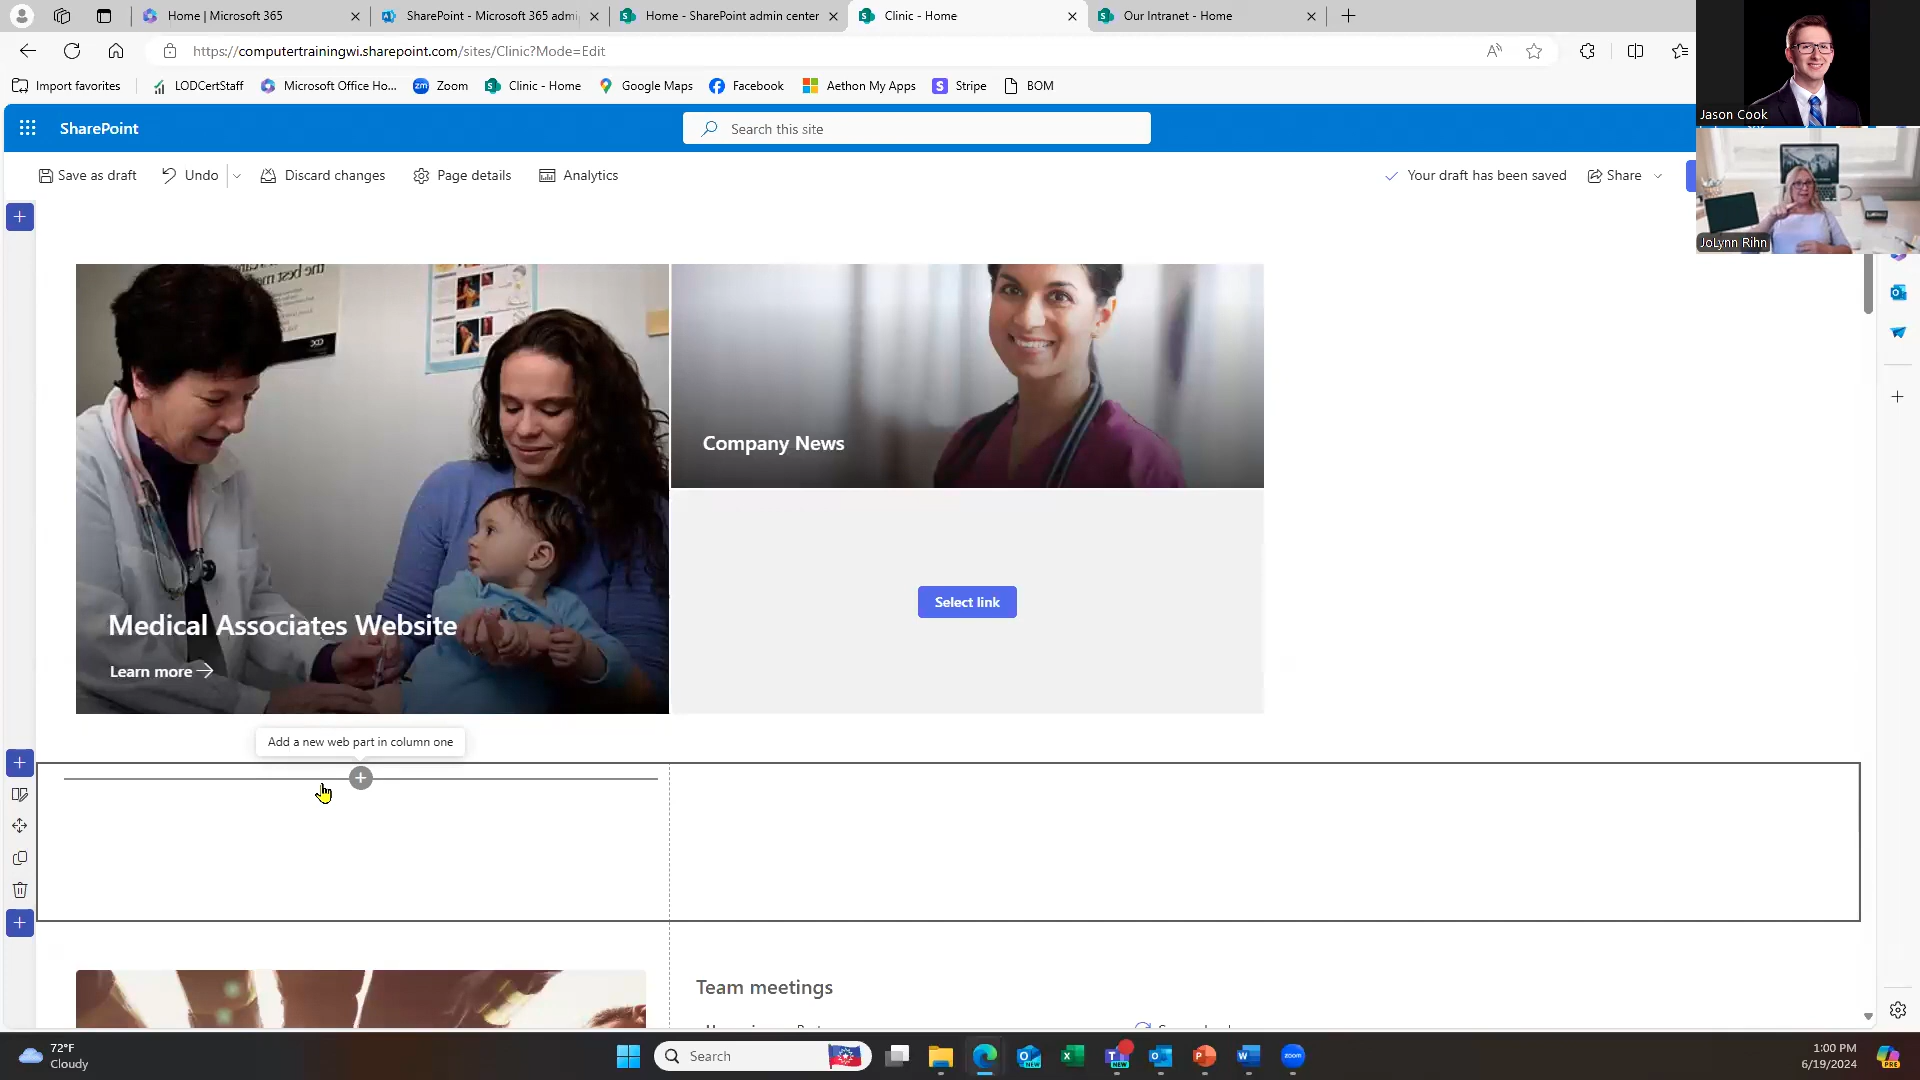 Home | Microsoft 365
SharePoint - Microsoft 365 admi
Home - SharePoint admin center
Clinic - Home
Our Intranet - Home
https://computertrainingwi.sharepoint.com/sites/Clinic?Mode=Edit
Import favorites
LODCertStaff
Microsoft Office Ho...
Zoom
Clinic - Home
Google Maps
Facebook
Aethon My Apps
Stripe
BOM
Jason Cook
SharePoint
Search this site
Save as draft
Undo
Discard changes
Page details
Analytics
Your draft has been saved
Share
JoLynn Rihn
Company News
Select link
Medical Associates Website
Learn more
Add a new web part in column one
Team meetings
72°F
Cloudy
Search
NEW
NEW
zoom
1:00 PM
6/19/2024
PRE